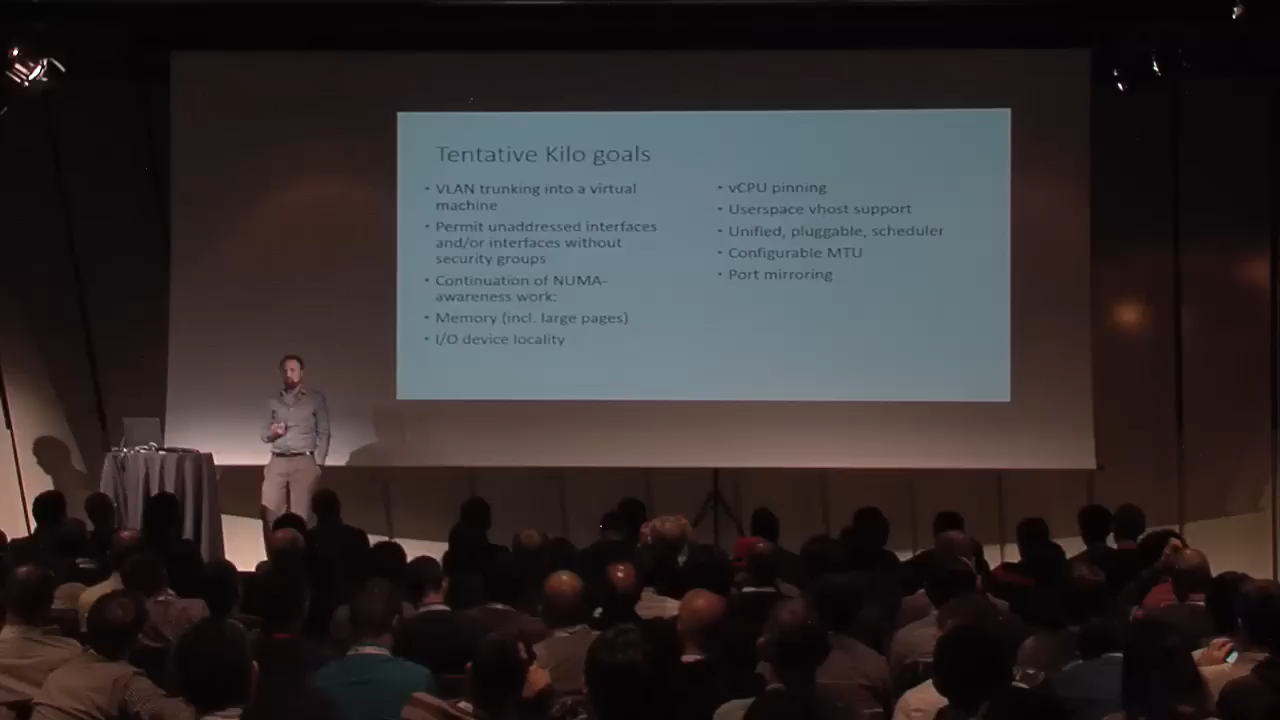 Tentative Kilo goals
• VLAN trunking into a virtual
machine
• Permit unaddressed interfaces
and/or interfaces without
security groups
• Continuation of NUMA-
awareness work:
• Memory (incl. large pages)
• I/O device locality
• vCPU pinning
• Userspace vhost support
• Unified, pluggable, scheduler
• Configurable MTU
• Port mirroring